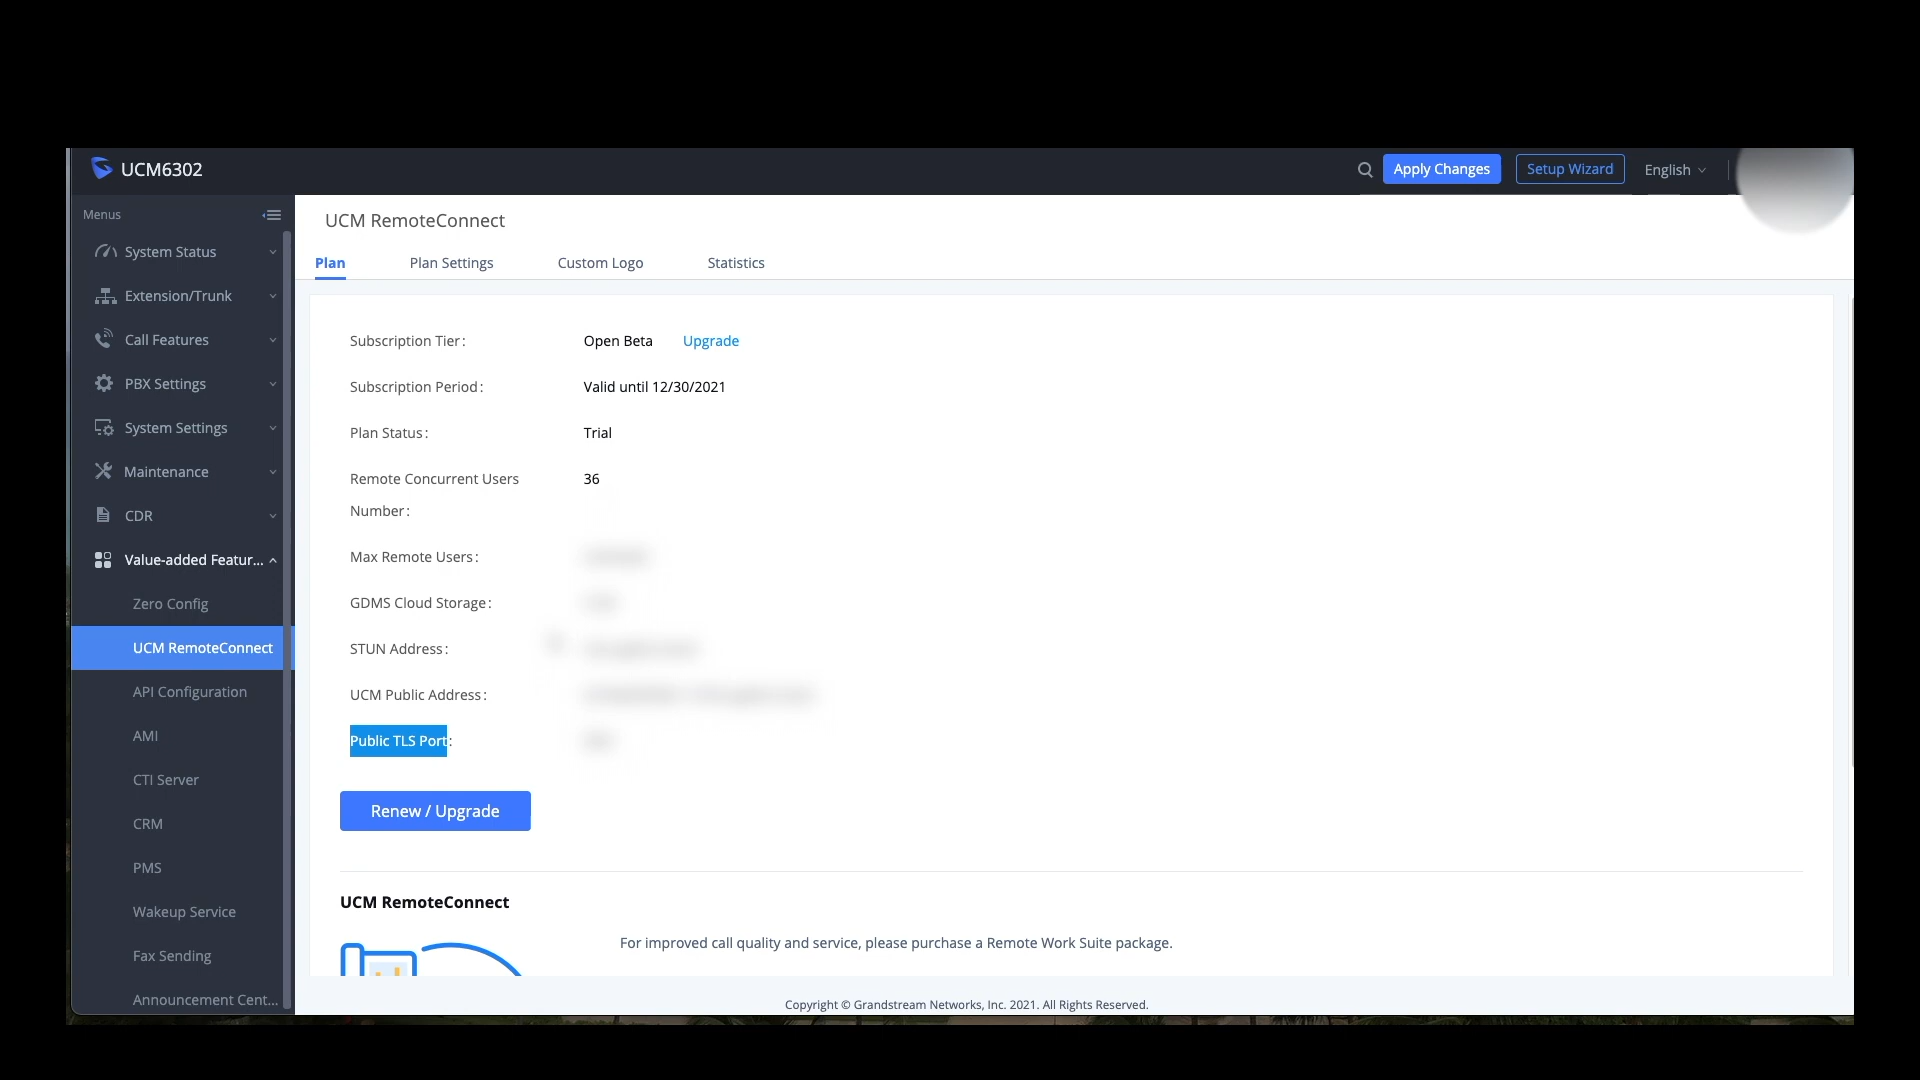 UCM6302
Apply Changes
Setup Wizard
English
Menus
System Status
Extension/Trunk
Call Features
PBX Settings
System Settings
Maintenance
CDR
Value-added Featur...
Zero Config
UCM RemoteConnect
API Configuration
AMI
CTI Server
CRM
PMS
Wakeup Service
Fax Sending
Announcement Cent...
UCM RemoteConnect
Plan Plan Settings Custom Logo Statistics
Subscription Tier: Open Beta Upgrade
Subscription Period: Valid until 12/30/2021
Plan Status: Trial
Remote Concurrent Users 36
Number:
Max Remote Users:
GDMS Cloud Storage:
STUN Address:
UCM Public Address:
Public TLS Port:
Renew / Upgrade
UCM RemoteConnect
For improved call quality and service, please purchase a Remote Work Suite package.
Copyright © Grandstream Networks, Inc. 2021. All Rights Reserved.